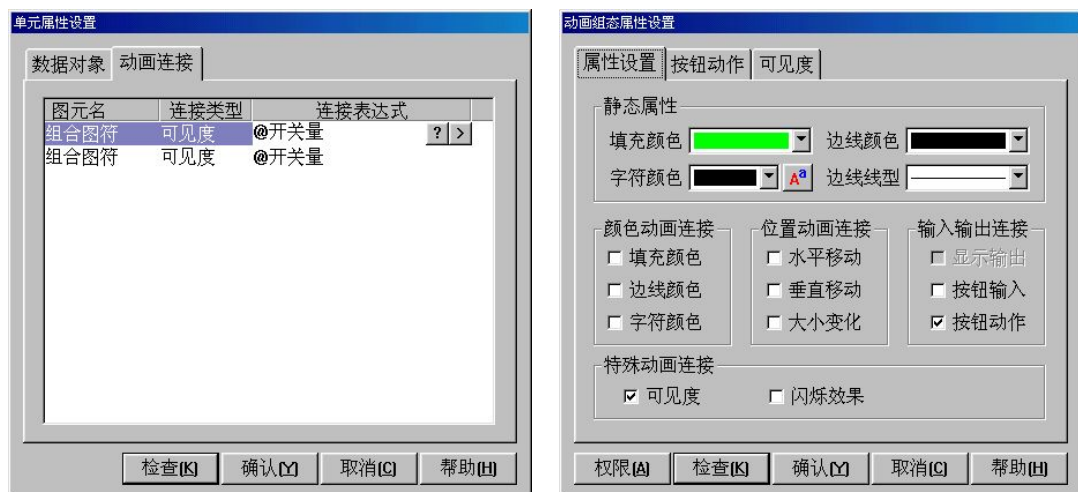 单元属性设置
数据对象 动画连接
图元名 连接类型 连接表达式
组合图符 可见度 @开关量 ? >
组合图符 可见度 @开关量
检查(K) 确认(Y) 取消(C) 帮助(H)
动画组态属性设置
属性设置 按钮动作 可见度
静态属性
填充颜色 边线颜色
字符颜色 Aa 边线线型
颜色动画连接 位置动画连接 输入输出连接
填充颜色 水平移动 显示输出
边线颜色 垂直移动 按钮输入
字符颜色 大小变化 按钮动作
特殊动画连接
可见度 闪烁效果
权限(A) 检查(K) 确认(Y) 取消(C) 帮助(H)